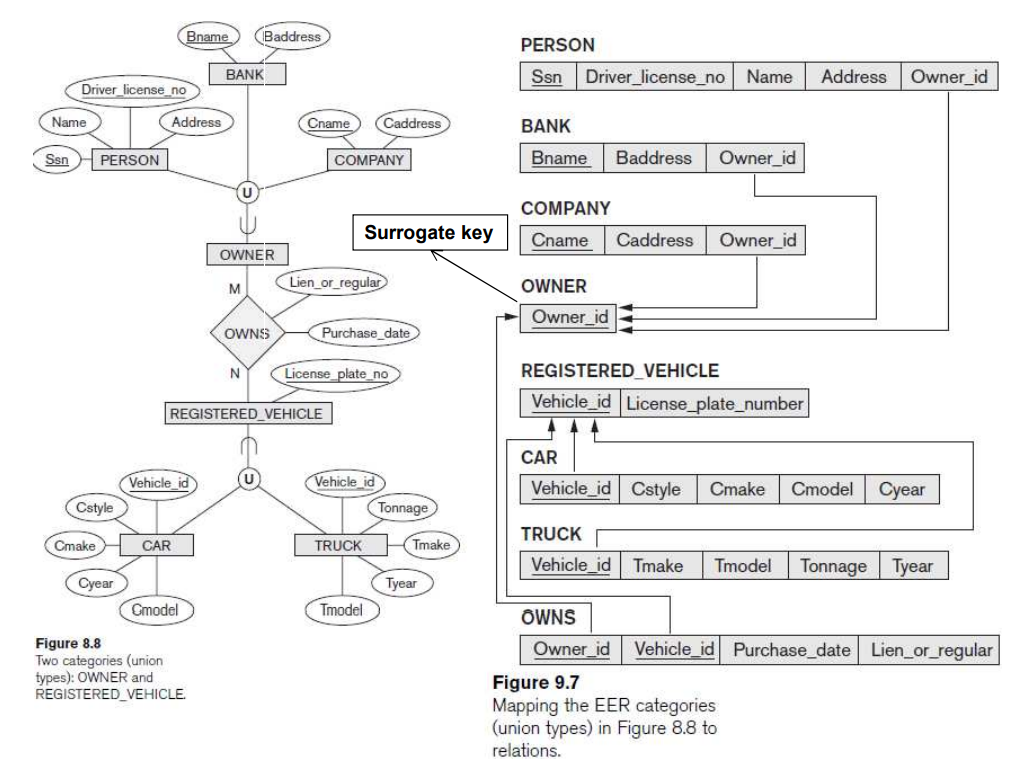 Bname
Baddress
BANK
Driver_license_no
Name
Address
Cname
Caddress
Ssn
PERSON
COMPANY
U
OWNER
M
Lien_or_regular
OWNS
Purchase_date
N
License_plate_no
REGISTERED_VEHICLE
U
Vehicle_id
Vehicle_id
Cstyle
Tonnage
Cmake
CAR
TRUCK
Tmake
Cyear
Tyear
Cmodel
Tmodel
Figure 8.8
Two categories (union
types): OWNER and
REGISTERED_VEHICLE.
PERSON
Ssn Driver_license_no Name Address Owner_id
BANK
Bname Baddress Owner_id
COMPANY
Cname Caddress Owner_id
Surrogate key
OWNER
Owner_id
REGISTERED_VEHICLE
Vehicle_id License_plate_number
CAR
Vehicle_id Cstyle Cmake Cmodel Cyear
TRUCK
Vehicle_id Tmake Tmodel Tonnage Tyear
OWNS
Owner_id Vehicle_id Purchase_date Lien_or_regular
Figure 9.7
Mapping the EER categories
(union types) in Figure 8.8 to
relations.